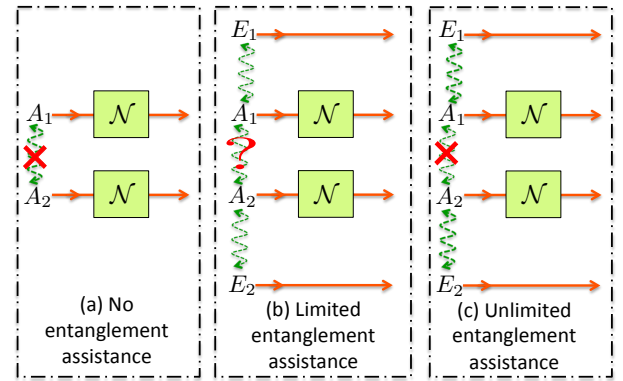 A₁ 𝒩
A₂ 𝒩
(a) No
entanglement
assistance
E₁
A₁ 𝒩
?
A₂ 𝒩
E₂
(b) Limited
entanglement
assistance
E₁
A₁ 𝒩
A₂ 𝒩
E₂
(c) Unlimited
entanglement
assistance